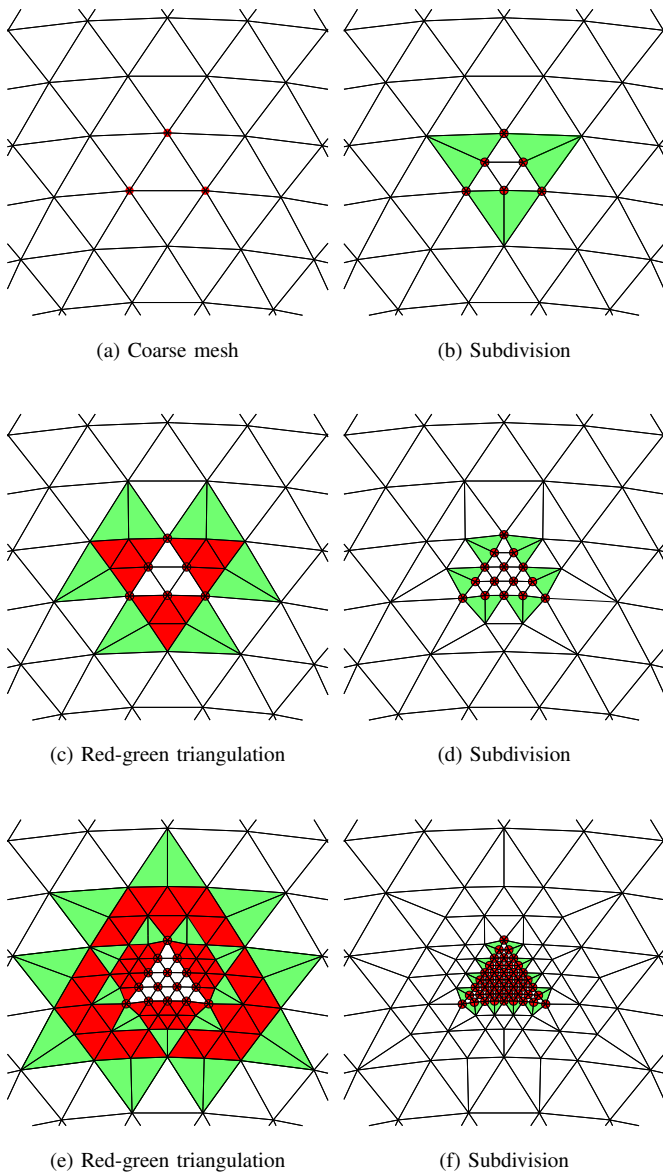 (a) Coarse mesh
(b) Subdivision
(c) Red-green triangulation
(d) Subdivision
(e) Red-green triangulation
(f) Subdivision